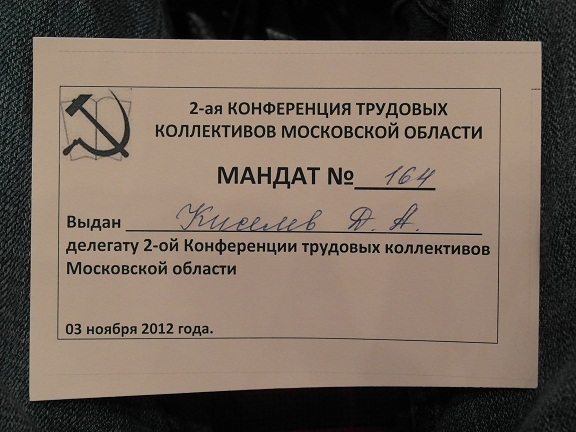 2-ая КОНФЕРЕНЦИЯ ТРУДОВЫХ
КОЛЛЕКТИВОВ МОСКОВСКОЙ ОБЛАСТИ
МАНДАТ № 164
Выдан Киселев Д. А.
делегату 2-ой Конференции трудовых коллективов
Московской области
03 ноября 2012 года.